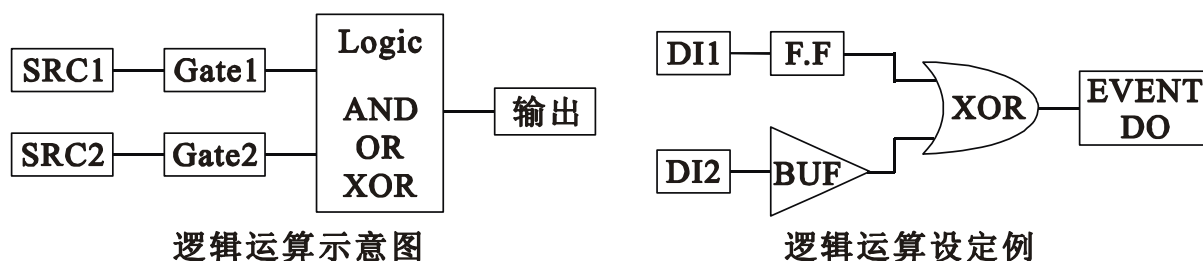 SRC1
Gate1
SRC2
Gate2
Logic
AND
OR
XOR
输出
逻辑运算示意图
DI1
F.F
DI2
BUF
XOR
EVENT
DO
逻辑运算设定例